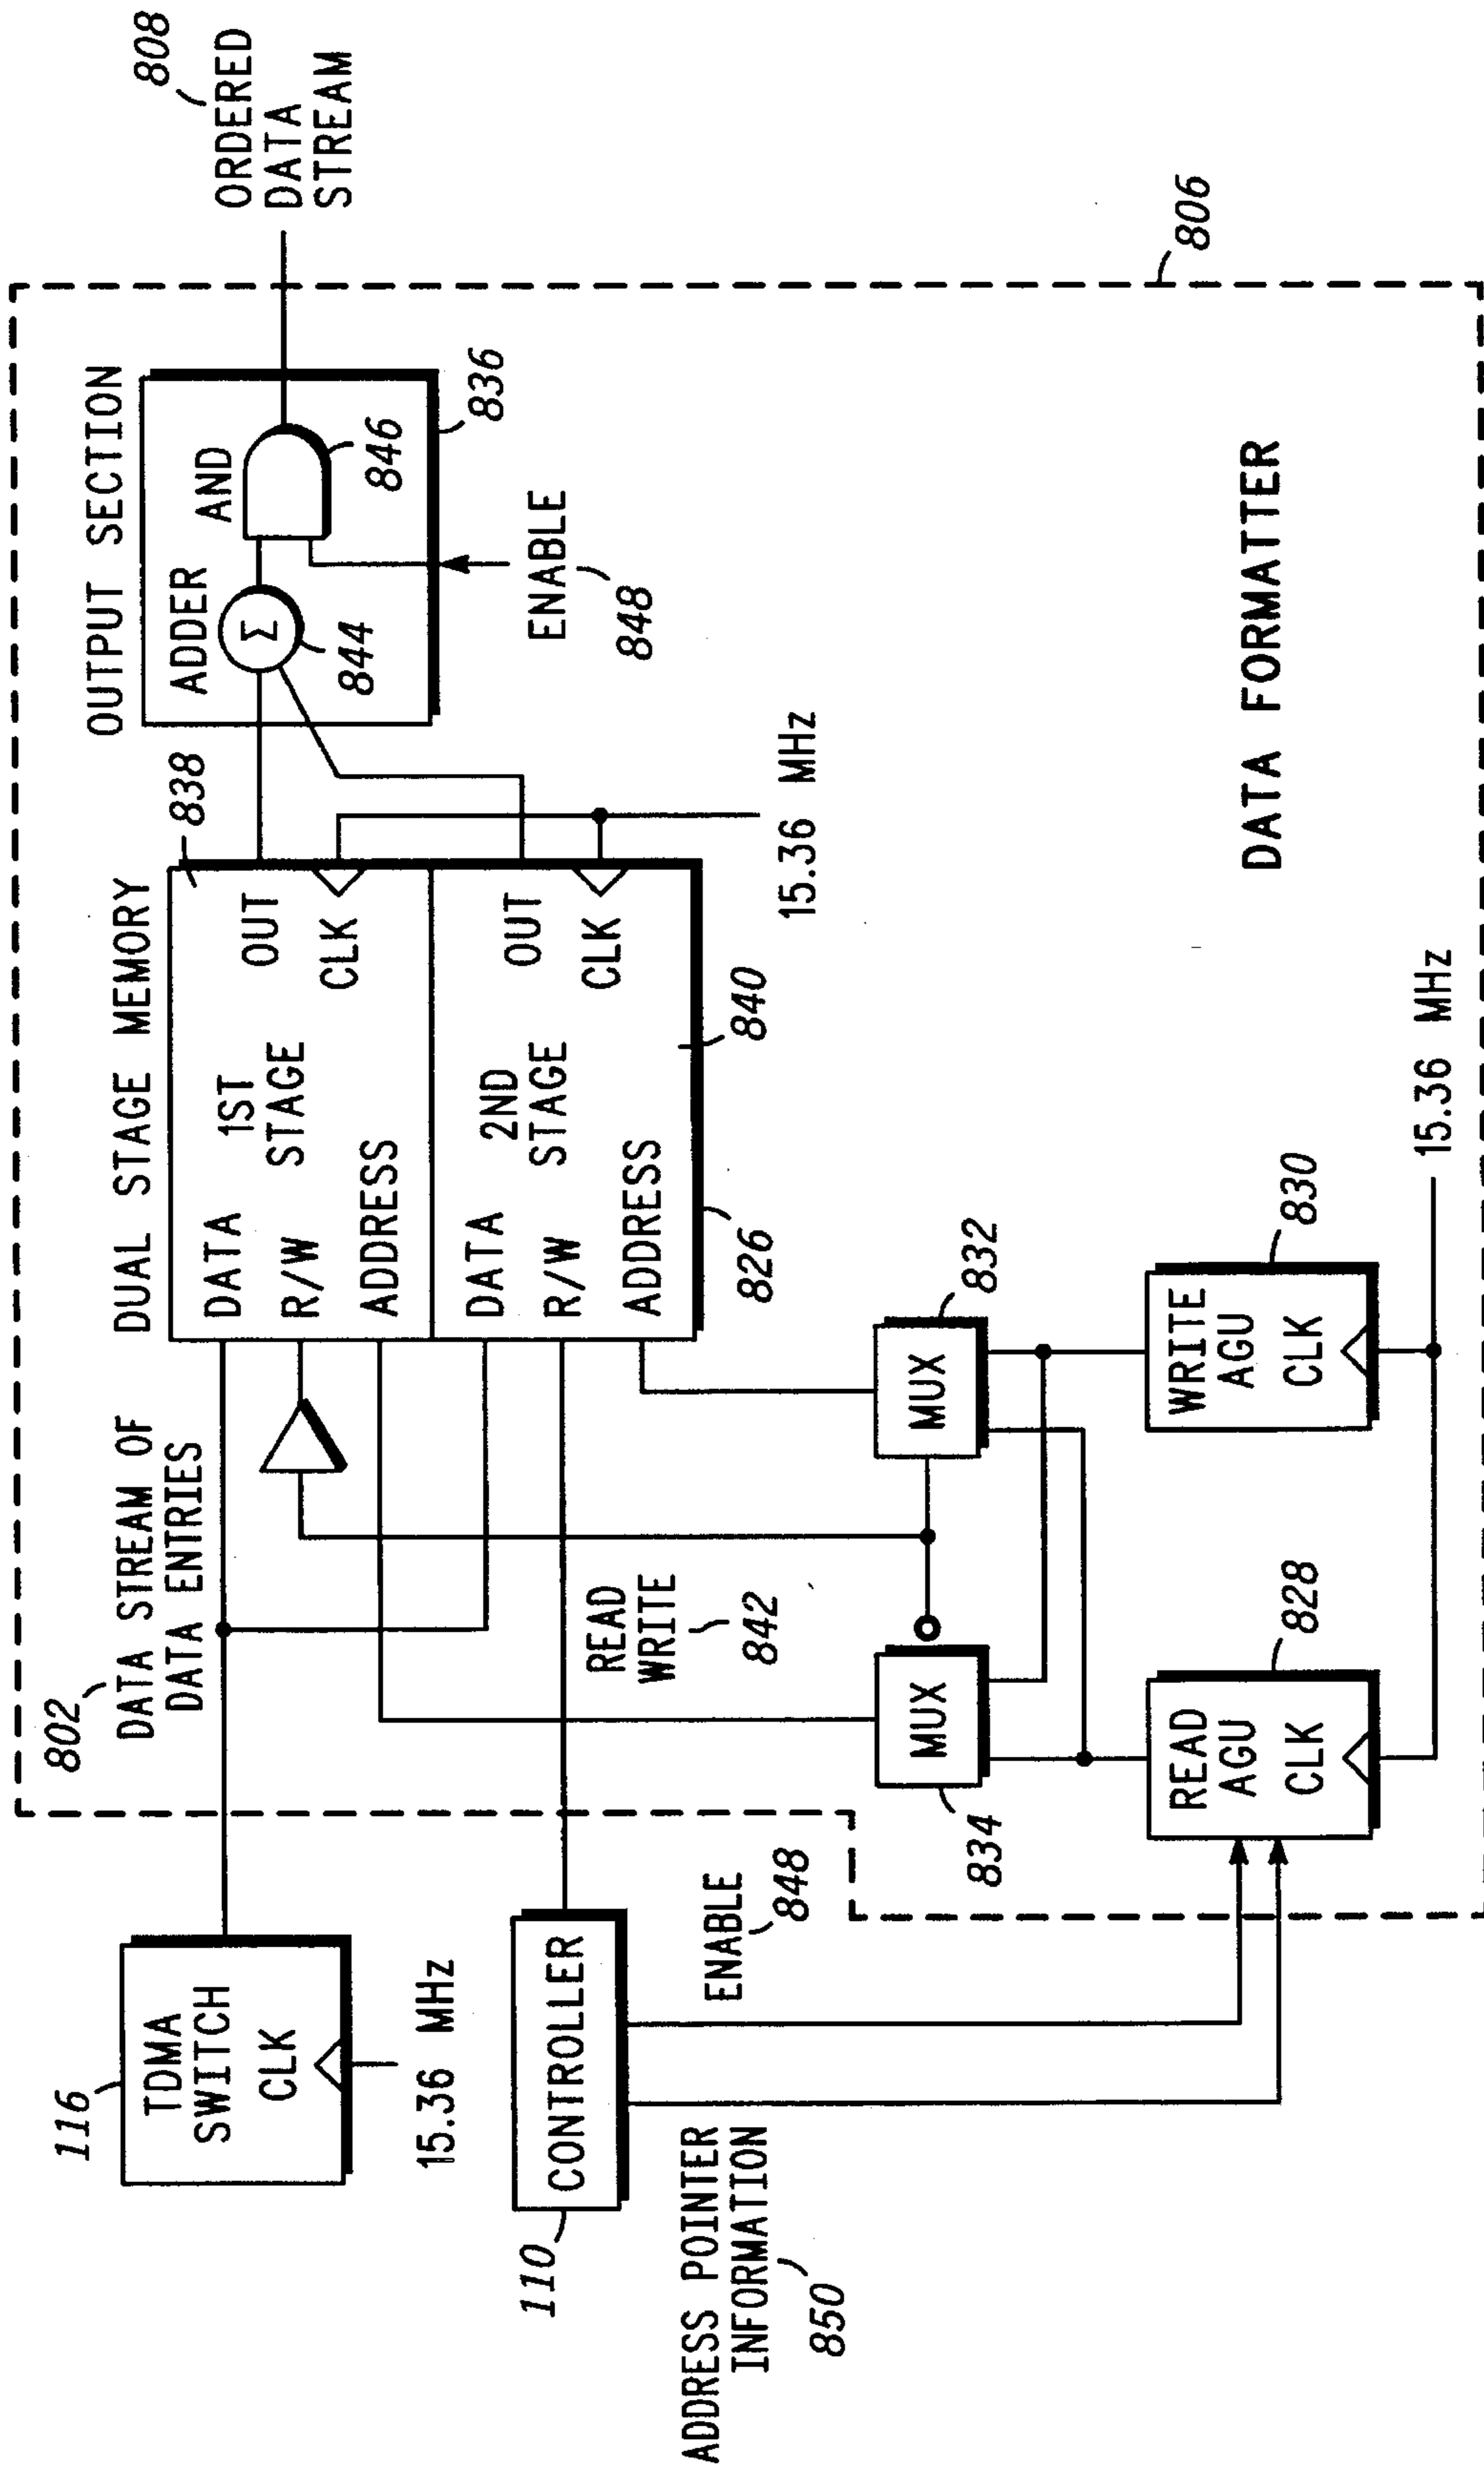 808
ORDERED
DATA
STREAM
OUTPUT SECTION
ADDER
AND
Σ
844
846
836
ENABLE
848
802
DATA STREAM OF
DATA ENTRIES
DUAL STAGE MEMORY
838
DATA
1ST
STAGE
OUT
R/W
CLK
ADDRESS
DATA
2ND
STAGE
OUT
R/W
CLK
ADDRESS
826
840
15.36 MHz
116
TDMA
SWITCH
CLK
15.36 MHz
READ
WRITE
842
110
CONTROLLER
ENABLE
848
ADDRESS POINTER
INFORMATION
850
MUX
834
MUX
832
READ
AGU
CLK
828
WRITE
AGU
CLK
830
15.36 MHz
806
DATA FORMATTER